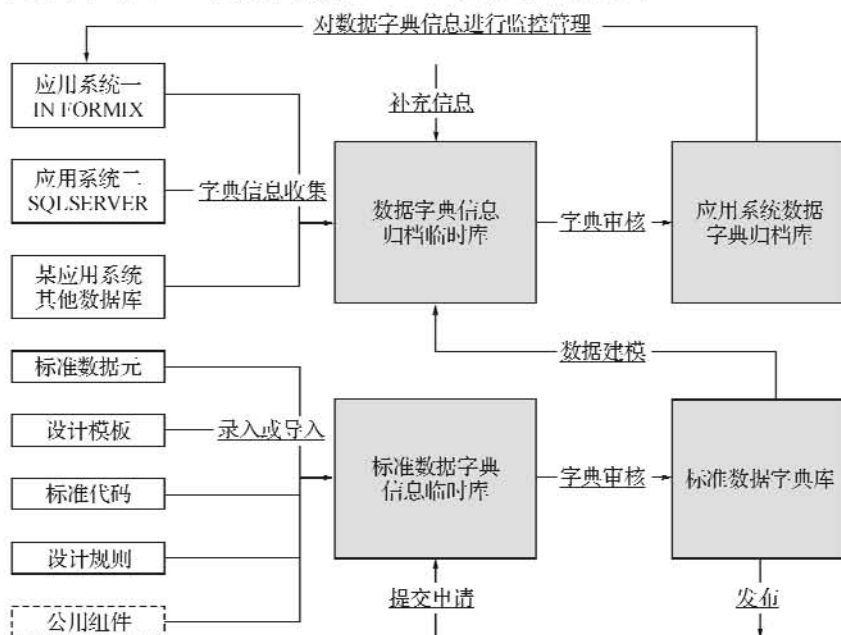 对数据字典信息进行监控管理
应用系统一
IN FORMIX
补充信息
应用系统二
SQLSERVER
字典信息收集
数据字典信息
归档临时库
字典审核
应用系统数据
字典归档库
某应用系统
其他数据库
标准数据元
数据建模
设计模板
录入或导入
标准数据字典
信息临时库
字典审核
标准数据字典库
标准代码
设计规则
提交申请
发布
公用组件